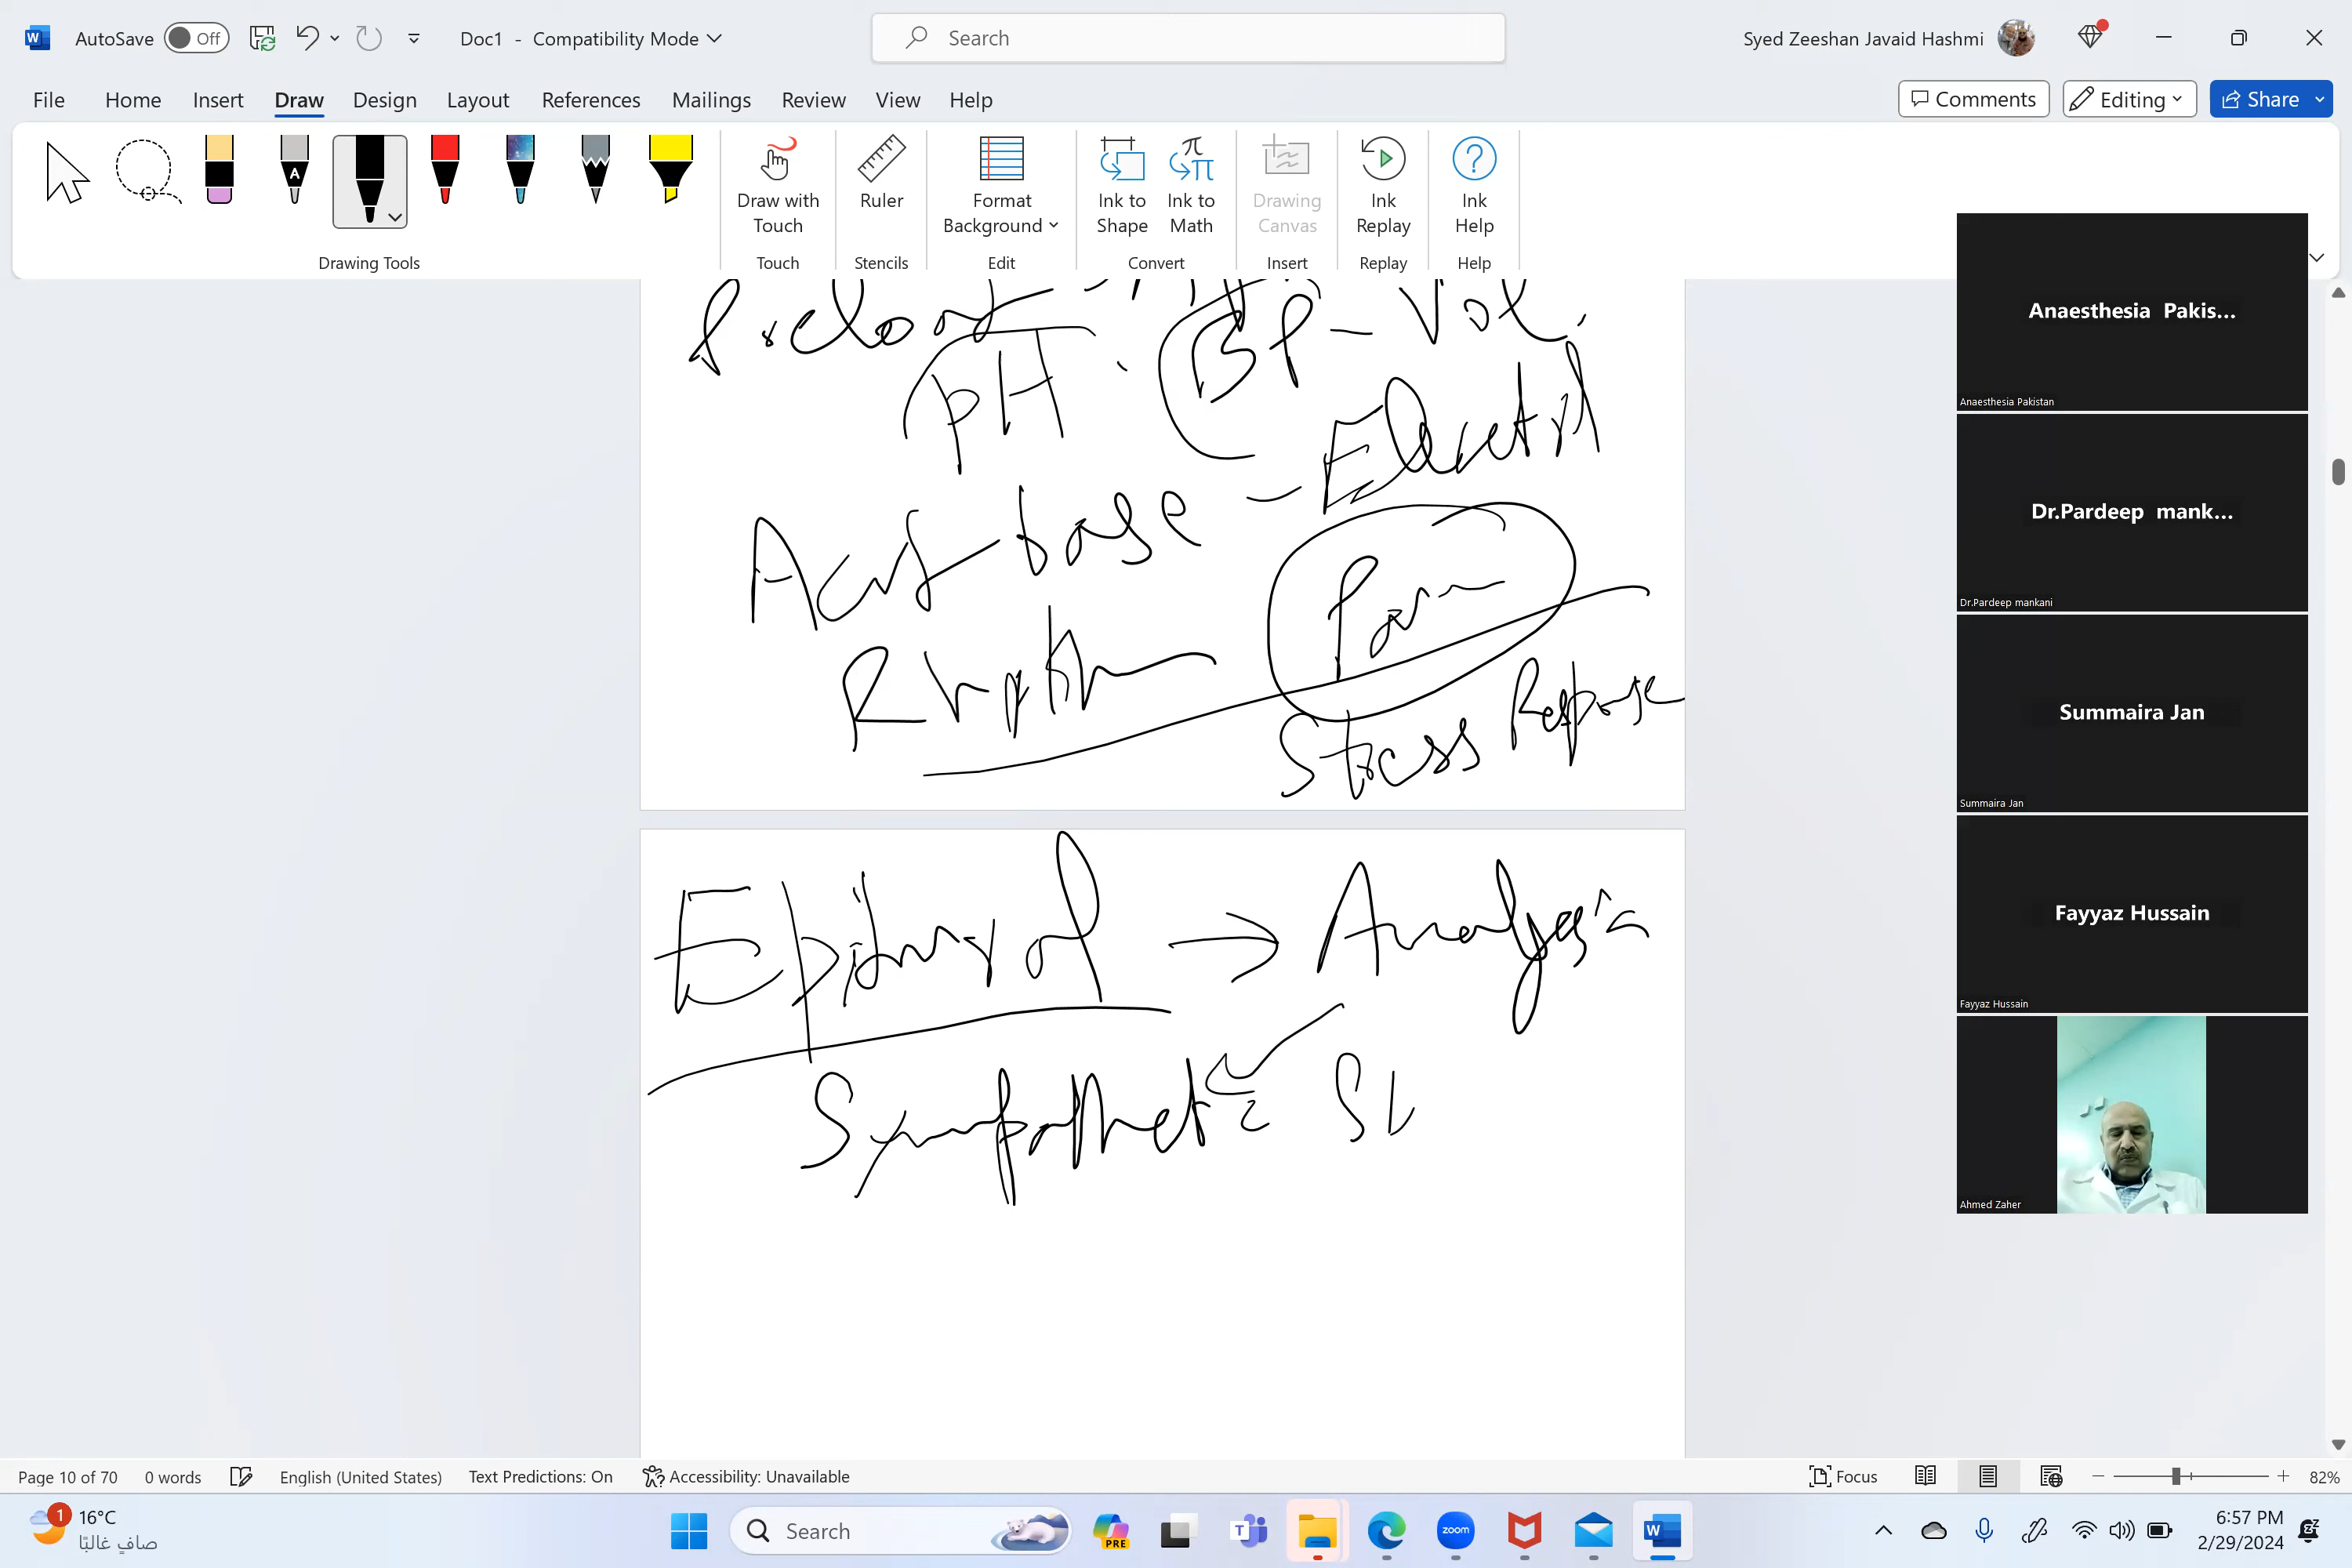 AutoSave Off Doc1 - Compatibility Mode Search Syed Zeeshan Javaid Hashmi
File Home Insert Draw Design Layout References Mailings Review View Help Comments Editing Share
A
Draw with Touch
Ruler
Format Background
Ink to Shape
Ink to Math
Drawing Canvas
Ink Replay
Ink Help
Drawing Tools Touch Stencils Edit Convert Insert Replay Help
BP - Vol.
pH
base -
Pain
Stress Response
Epidural → Analgesia
Sympathetic
Anaesthesia Pakis...
Anaesthesia Pakistan
Dr.Pardeep mank...
Dr.Pardeep mankani
Summaira Jan
Summaira Jan
Fayyaz Hussain
Fayyaz Hussain
Ahmed Zaher
Page 10 of 70 0 words English (United States) Text Predictions: On Accessibility: Unavailable Focus 82%
1 16°C
صافٍ غالبًا
Search PRE zoom
6:57 PM
2/29/2024